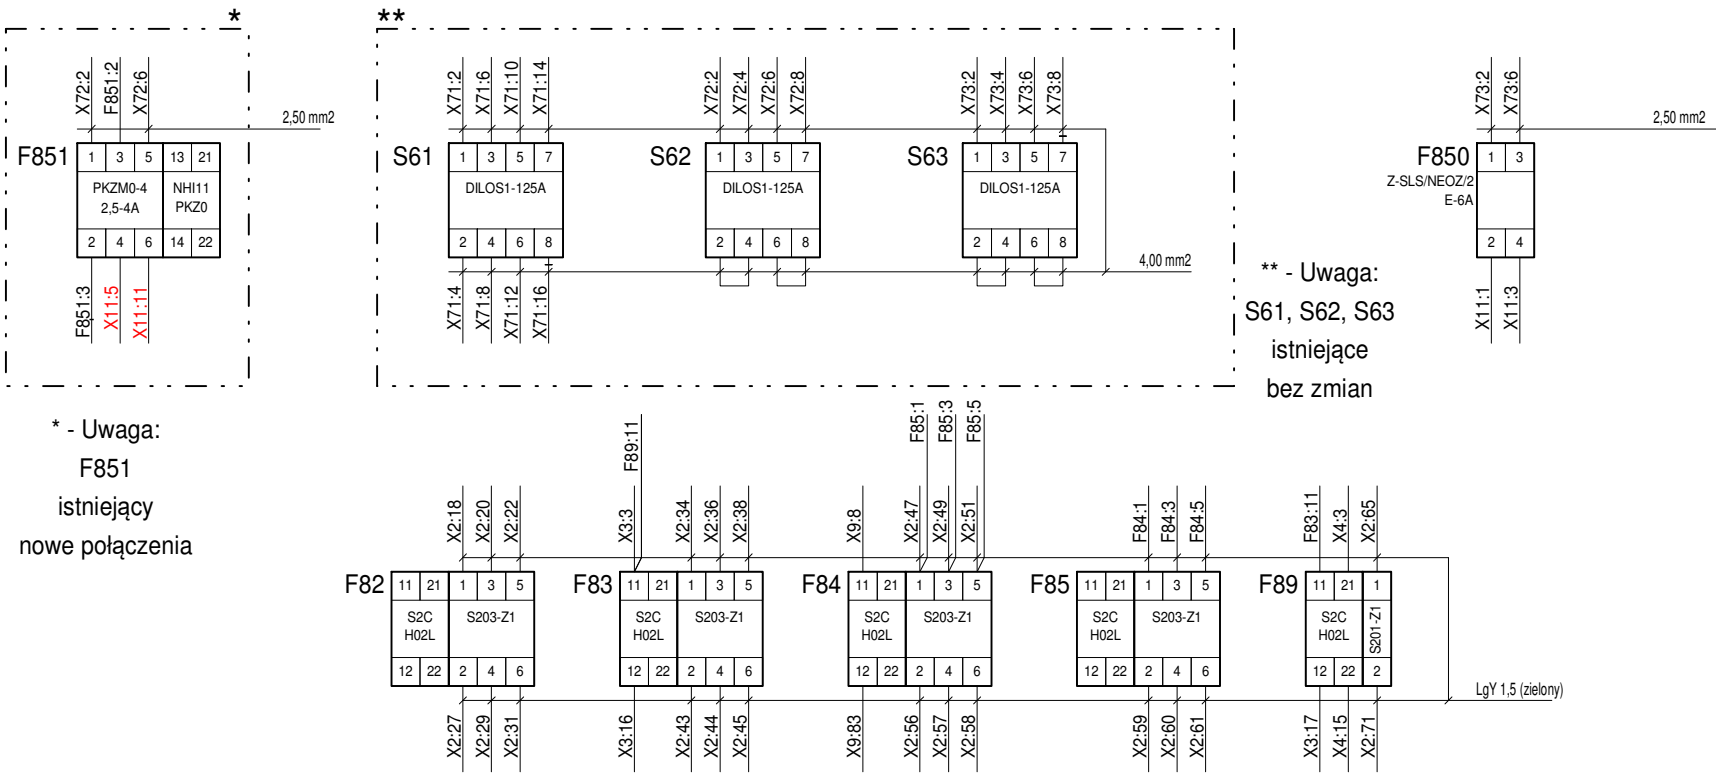 *
**
X72:2 F851:2 X72:6
2,50 mm2
F851
1 3 5 13 21
PKZM0-4 NHI11
2,5-4A PKZ0
2 4 6 14 22
F851:3 X11:5 X11:11
* - Uwaga:
F851
istniejący
nowe połączenia
X71:2 X71:6 X71:10 X71:14
S61
1 3 5 7
DILOS1-125A
2 4 6 8
X71:4 X71:8 X71:12 X71:16
X72:2 X72:4 X72:6 X72:8
S62
1 3 5 7
DILOS1-125A
2 4 6 8
X73:2 X73:4 X73:6 X73:8
S63
1 3 5 7
DILOS1-125A
2 4 6 8
4,00 mm2
** - Uwaga:
S61, S62, S63
istniejące
bez zmian
X73:2 X73:6
2,50 mm2
F850
Z-SLS/NEOZ/2
E-6A
1 3
2 4
X11:1 X11:3
X2:18 X2:20 X2:22
F82
11 21 1 3 5
S2C S203-Z1
H02L
12 22 2 4 6
X2:27 X2:29 X2:31
F89:11
X3:3 X2:34 X2:36 X2:38
F83
11 21 1 3 5
S2C S203-Z1
H02L
12 22 2 4 6
X3:16 X2:43 X2:44 X2:45
F85:1 F85:3 F85:5
X9:8 X2:47 X2:49 X2:51
F84
11 21 1 3 5
S2C S203-Z1
H02L
12 22 2 4 6
X9:83 X2:56 X2:57 X2:58
F84:1 F84:3 F84:5
F85
11 21 1 3 5
S2C S203-Z1
H02L
12 22 2 4 6
X2:59 X2:60 X2:61
F83:11 X4:3 X2:65
F89
11 21 1
S2C S201-Z1
H02L
12 22 2
X3:17 X4:15 X2:71
LgY 1,5 (zielony)